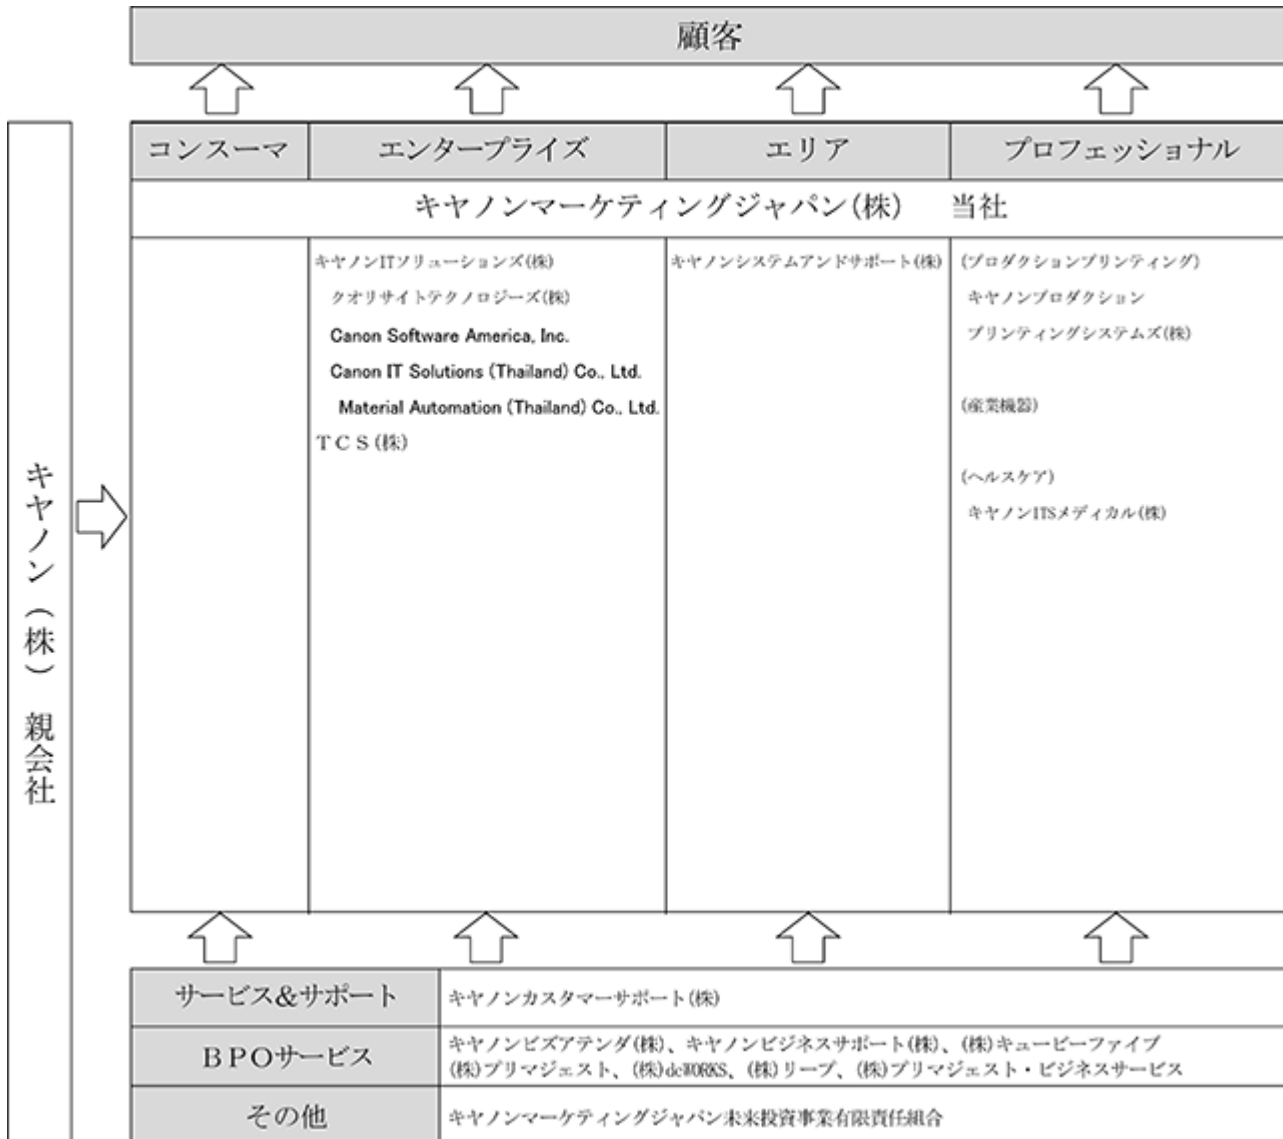 顧客
コンスーマ
エンタープライズ
エリア
プロフェッショナル
キヤノンマーケティングジャパン(株)　当社
キヤノンITソリューションズ(株)
クオリサイトテクノロジーズ(株)
Canon Software America, Inc.
Canon IT Solutions (Thailand) Co., Ltd.
Material Automation (Thailand) Co., Ltd.
ＴＣＳ(株)
キヤノンシステムアンドサポート(株)
(プロダクションプリンティング)
キヤノンプロダクション
プリンティングシステムズ(株)
(産業機器)
(ヘルスケア)
キヤノンITSメディカル(株)
キヤノン（株）　親会社
サービス&サポート
キヤノンカスタマーサポート(株)
ＢＰＯサービス
キヤノンビズアテンダ(株)、キヤノンビジネスサポート(株)、(株)キュービーファイブ
(株)プリマジェスト、(株)deWORKS、(株)リープ、(株)プリマジェスト・ビジネスサービス
その他
キヤノンマーケティングジャパン未来投資事業有限責任組合